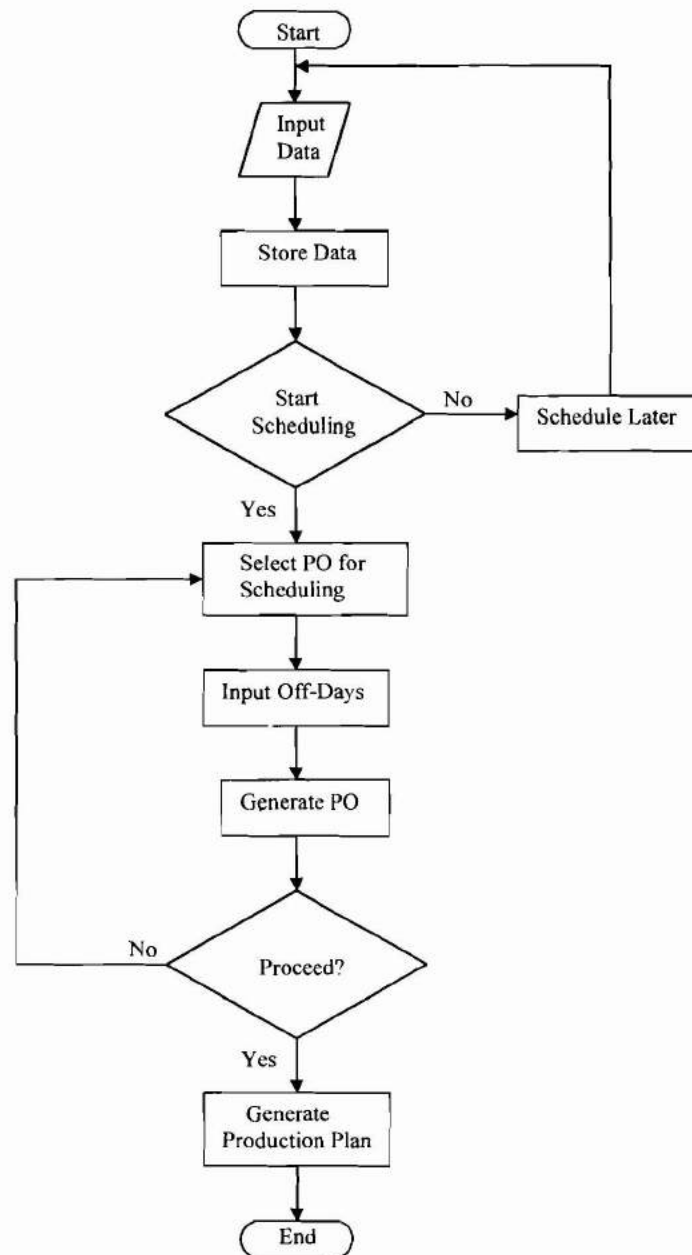 Start
Input
Data
Store Data
Start
Scheduling
No
Schedule Later
Yes
Select PO for
Scheduling
Input Off-Days
Generate PO
No
Proceed?
Yes
Generate
Production Plan
End